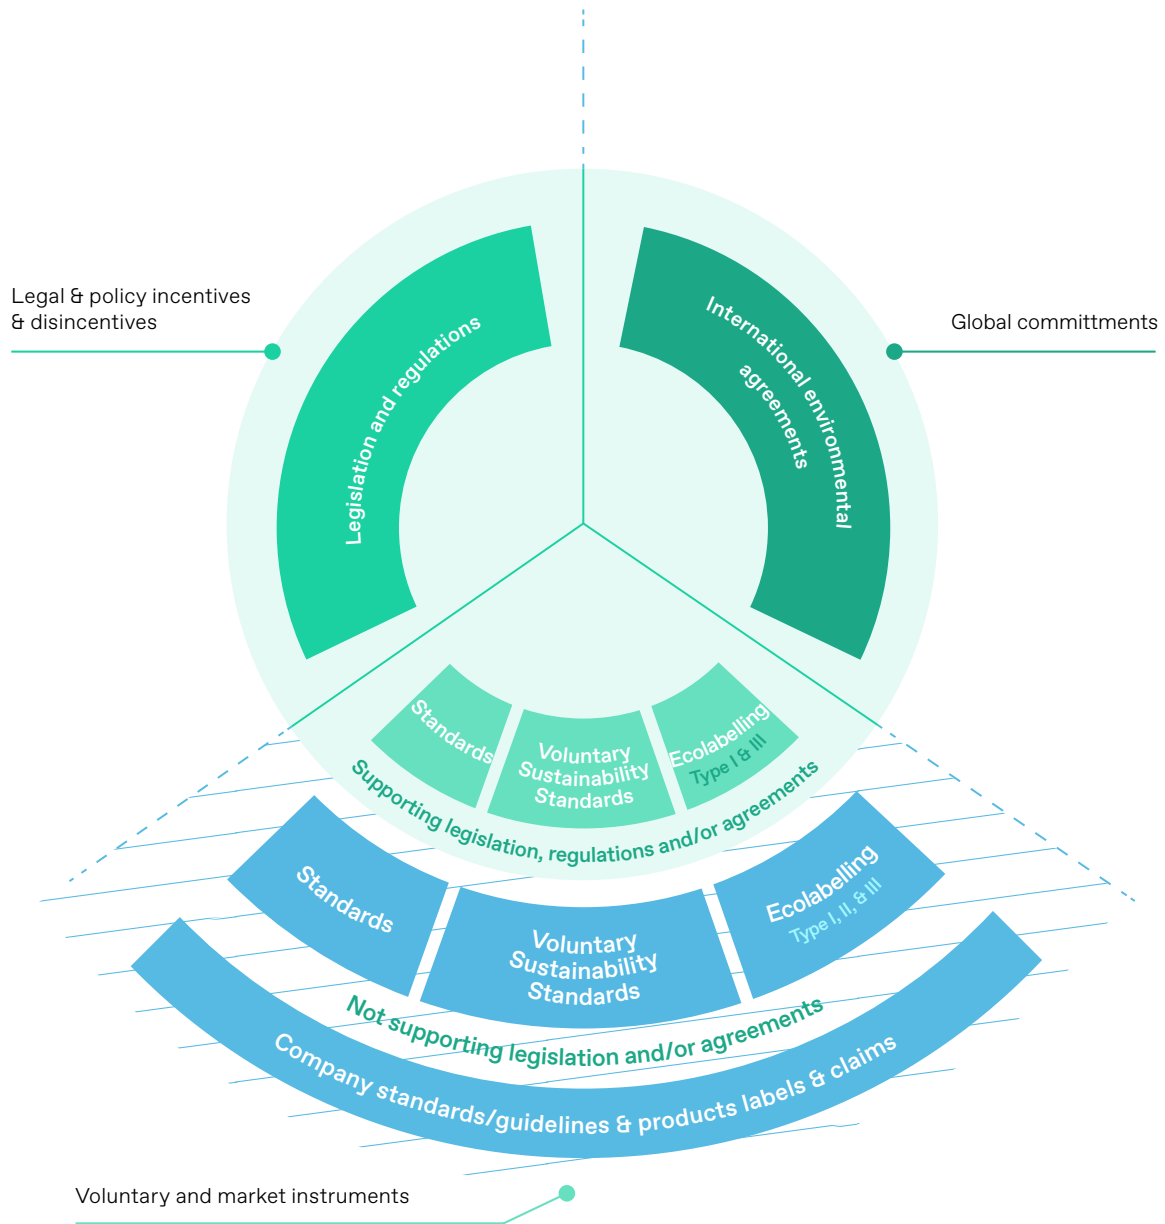 Legal & policy incentives
& disincentives
Global committments
Legislation and regulations
International environmental
agreements
Standards
Voluntary
Sustainability
Standards
Ecolabelling
Type I & III
Supporting legislation, regulations and/or agreements
Standards
Voluntary
Sustainability
Standards
Ecolabelling
Type I, II, & III
Not supporting legislation and/or agreements
Company standards/guidelines & products labels & claims
Voluntary and market instruments